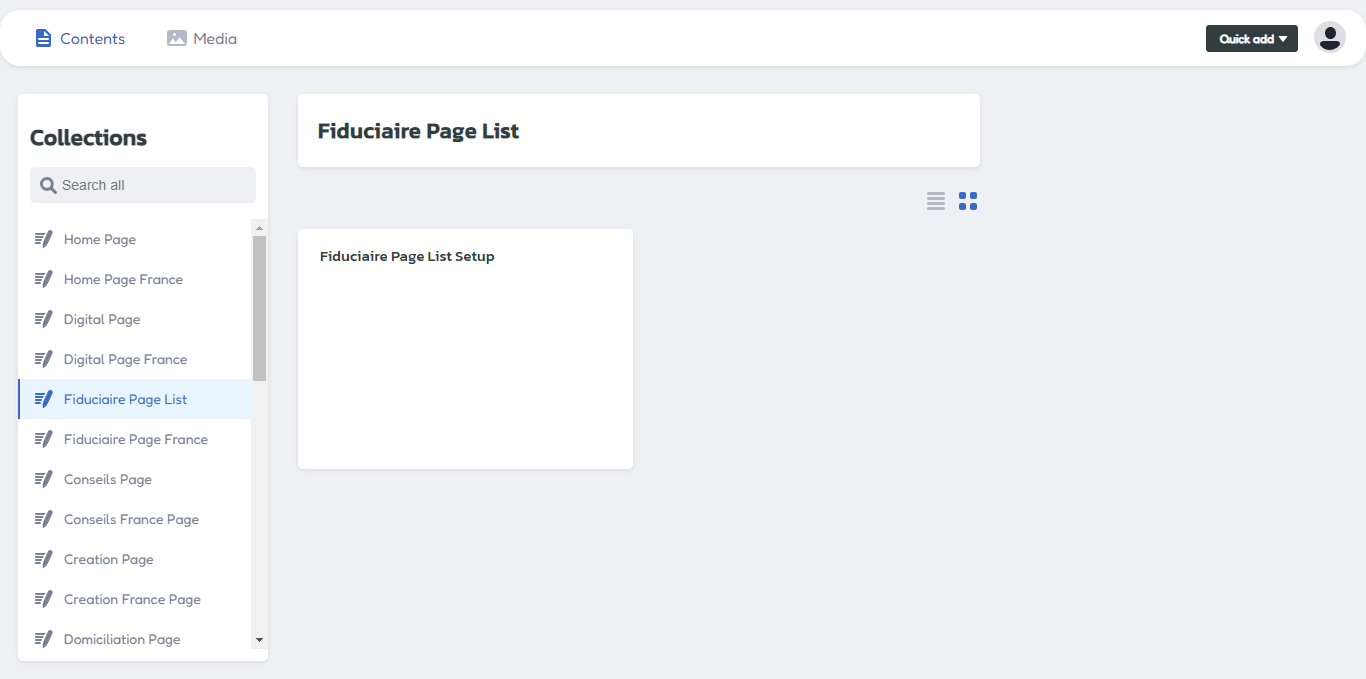 Contents
Media
Quick add
Collections
Search all
Home Page
Home Page France
Digital Page
Digital Page France
Fiduciaire Page List
Fiduciaire Page France
Conseils Page
Conseils France Page
Creation Page
Creation France Page
Domiciliation Page
Fiduciaire Page List
Fiduciaire Page List Setup